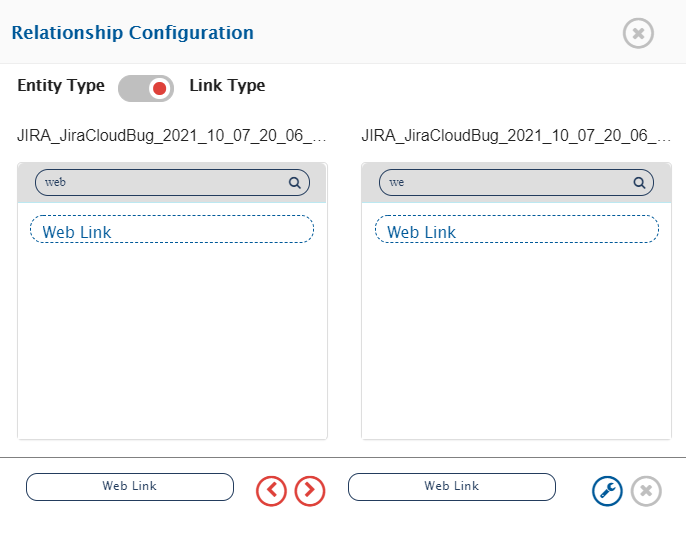 Relationship Configuration
Entity Type Link Type
JIRA_JiraCloudBug_2021_10_07_20_06_... JIRA_JiraCloudBug_2021_10_07_20_06_...
web we
Web Link Web Link
Web Link Web Link